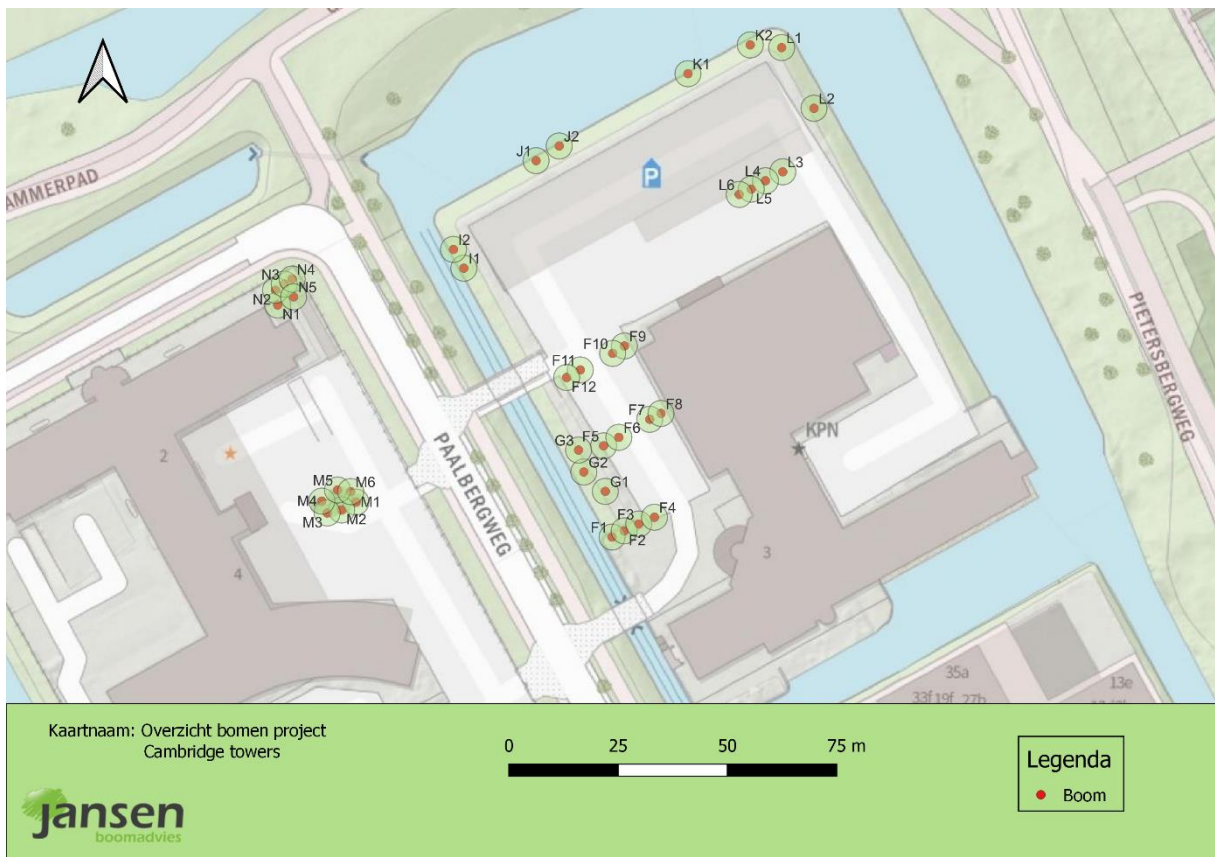 K2
L1
K1
L2
J2
J1
P
L3
L4
L6
L5
AMMERPAD
I2
I1
N4
N3
N5
N2
N1
PIETERSBERGWEG
F9
F10
F11
F12
F8
F7
F6
F5
G3
G2
G1
KPN
2
PAALBERGWEG
M5
M6
M4
M1
M3
M2
F4
F3
F1
F2
3
4
35a
33f 19f 27b
13e
Kaartnaam: Overzicht bomen project
Cambridge towers
0 25 50 75 m
Legenda
Boom
jansen
boomadvies